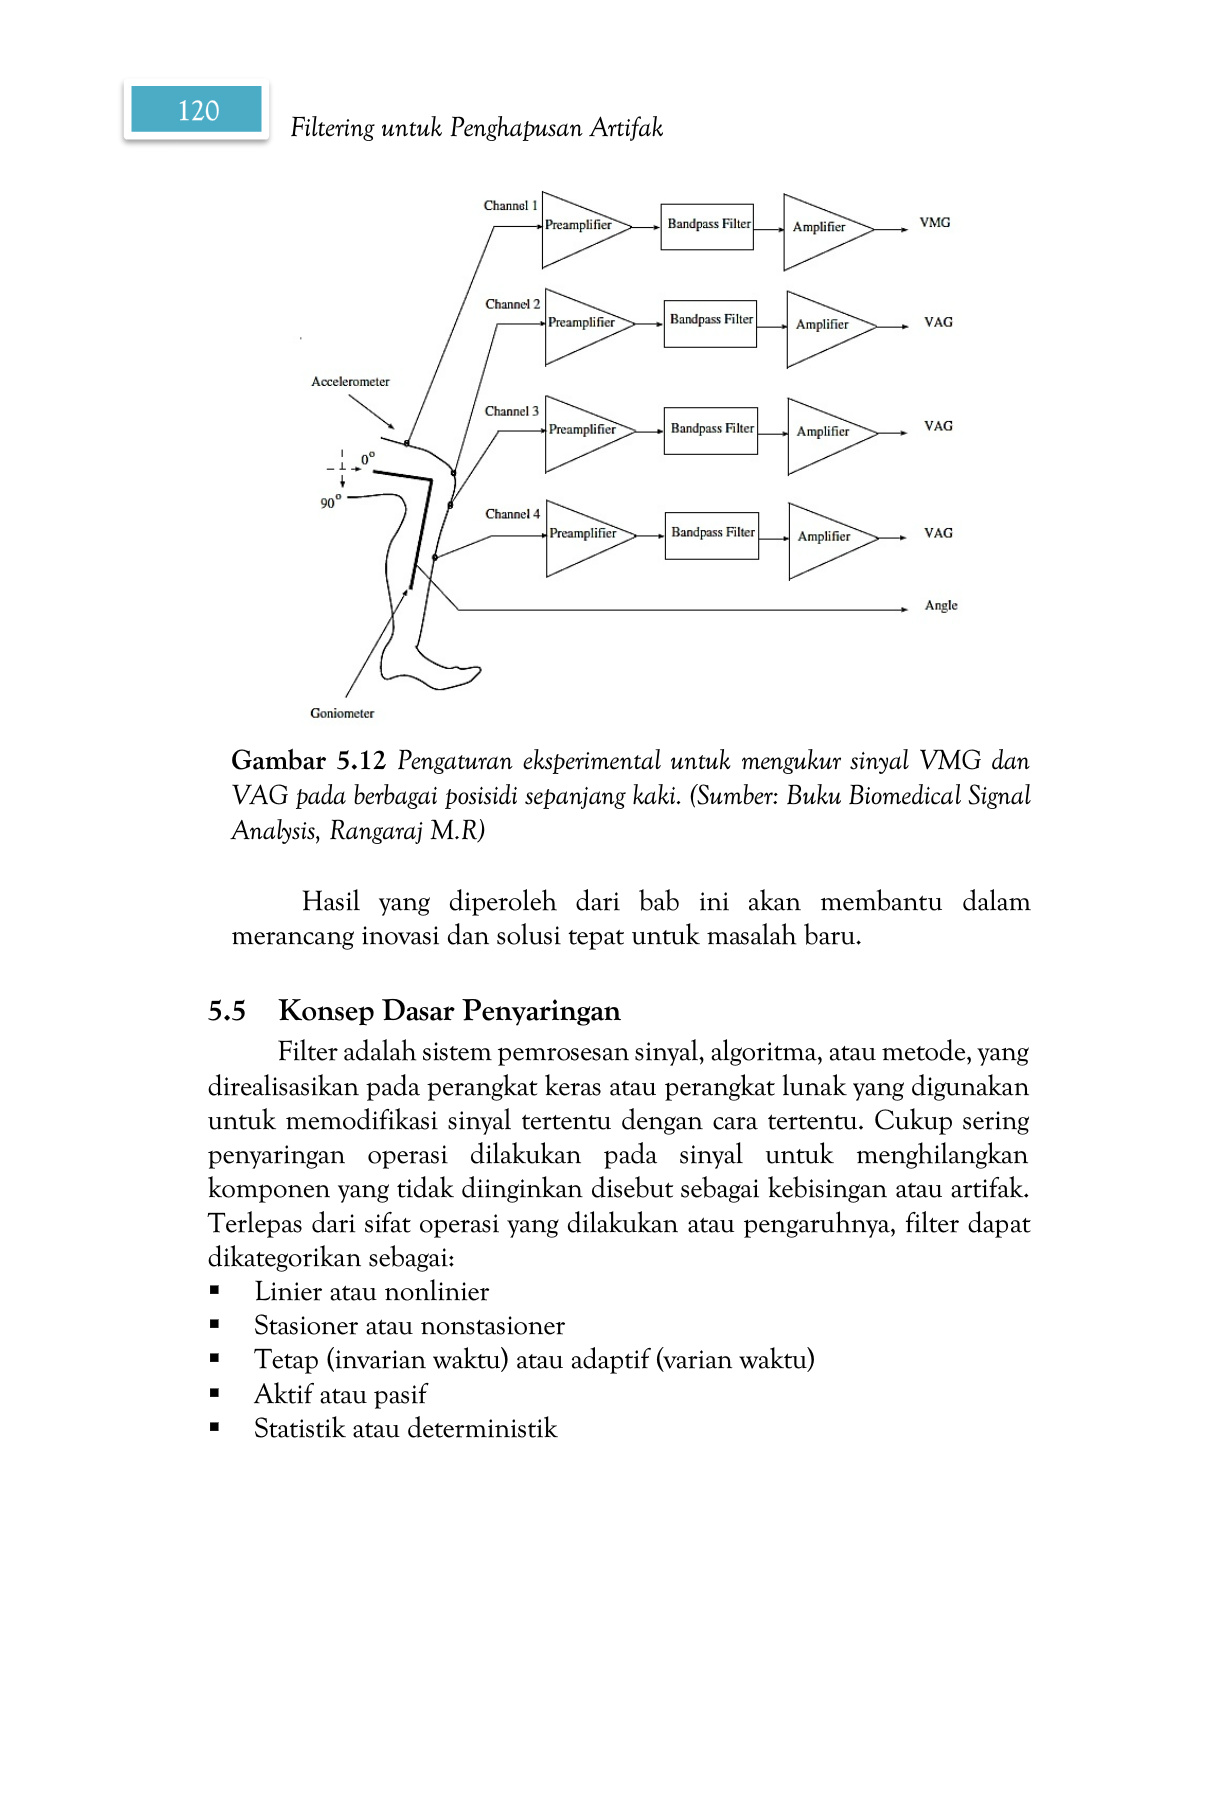 120
Filtering untuk Penghapusan Artifak
Channel 1
Preamplifier
Bandpass Filter
Amplifier
VMG
Channel 2
Preamplifier
Bandpass Filter
Amplifier
VAG
Accelerometer
Channel 3
Preamplifier
Bandpass Filter
Amplifier
VAG
0°
90°
Channel 4
Preamplifier
Bandpass Filter
Amplifier
VAG
Angle
Goniometer
Gambar 5.12 Pengaturan eksperimental untuk mengukur sinyal VMG dan
VAG pada berbagai posisidi sepanjang kaki. (Sumber: Buku Biomedical Signal
Analysis, Rangaraj M.R)
Hasil yang diperoleh dari bab ini akan membantu dalam
merancang inovasi dan solusi tepat untuk masalah baru.
5.5 Konsep Dasar Penyaringan
Filter adalah sistem pemrosesan sinyal, algoritma, atau metode, yang
direalisasikan pada perangkat keras atau perangkat lunak yang digunakan
untuk memodifikasi sinyal tertentu dengan cara tertentu. Cukup sering
penyaringan operasi dilakukan pada sinyal untuk menghilangkan
komponen yang tidak diinginkan disebut sebagai kebisingan atau artifak.
Terlepas dari sifat operasi yang dilakukan atau pengaruhnya, filter dapat
dikategorikan sebagai:
▪ Linier atau nonlinier
▪ Stasioner atau nonstasioner
▪ Tetap (invarian waktu) atau adaptif (varian waktu)
▪ Aktif atau pasif
▪ Statistik atau deterministik